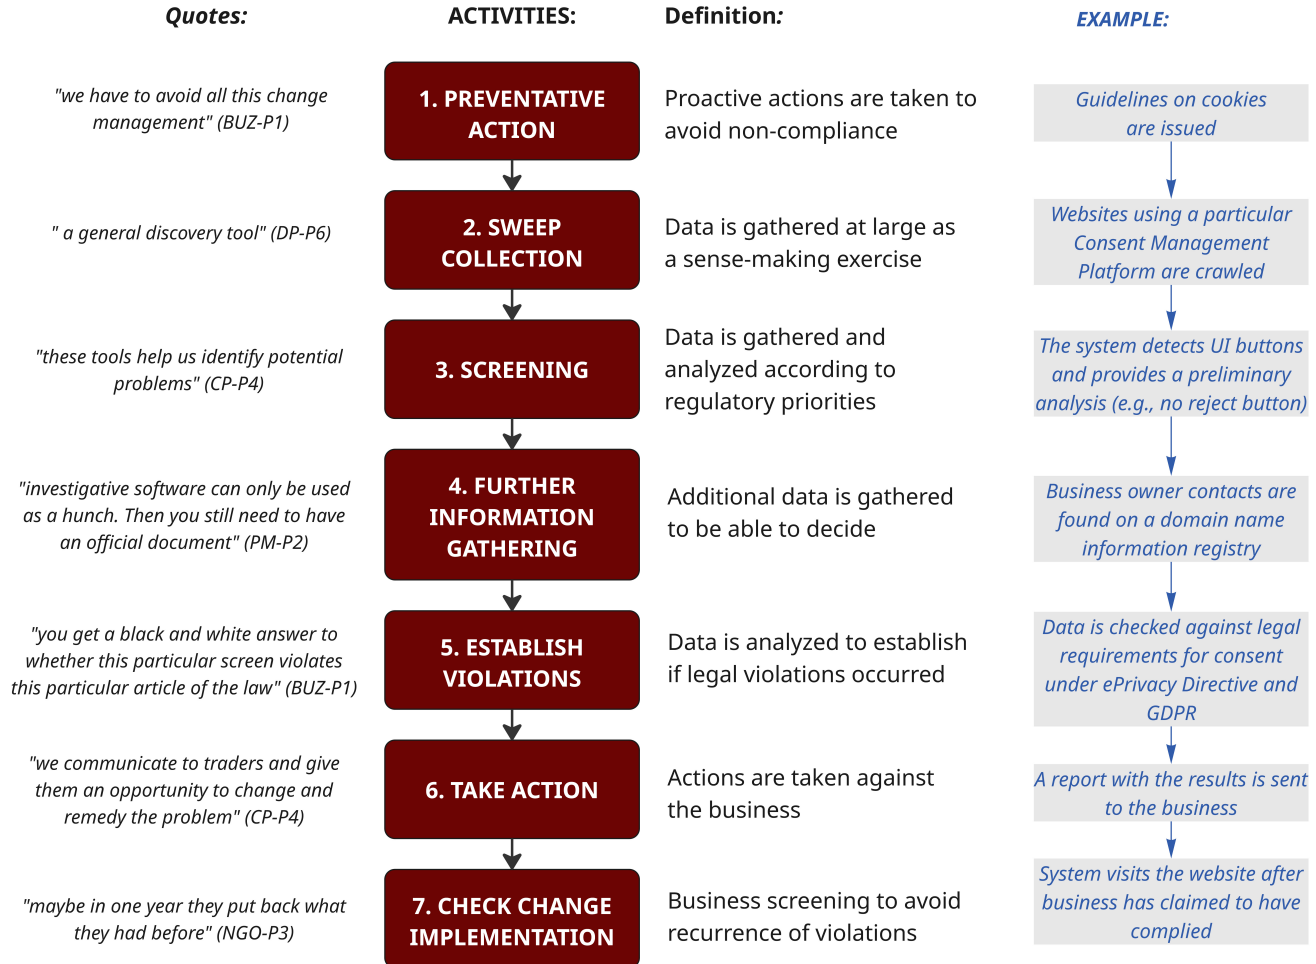 Quotes:
ACTIVITIES:
Definition:
EXAMPLE:
"we have to avoid all this change
management" (BUZ-P1)
1. PREVENTATIVE
ACTION
Proactive actions are taken to
avoid non-compliance
Guidelines on cookies
are issued
" a general discovery tool" (DP-P6)
2. SWEEP
COLLECTION
Data is gathered at large as
a sense-making exercise
Websites using a particular
Consent Management
Platform are crawled
"these tools help us identify potential
problems" (CP-P4)
3. SCREENING
Data is gathered and
analyzed according to
regulatory priorities
The system detects UI buttons
and provides a preliminary
analysis (e.g., no reject button)
"investigative software can only be used
as a hunch. Then you still need to have
an official document" (PM-P2)
4. FURTHER
INFORMATION
GATHERING
Additional data is gathered
to be able to decide
Business owner contacts are
found on a domain name
information registry
"you get a black and white answer to
whether this particular screen violates
this particular article of the law" (BUZ-P1)
5. ESTABLISH
VIOLATIONS
Data is analyzed to establish
if legal violations occurred
Data is checked against legal
requirements for consent
under ePrivacy Directive and
GDPR
"we communicate to traders and give
them an opportunity to change and
remedy the problem" (CP-P4)
6. TAKE ACTION
Actions are taken against
the business
A report with the results is sent
to the business
"maybe in one year they put back what
they had before" (NGO-P3)
7. CHECK CHANGE
IMPLEMENTATION
Business screening to avoid
recurrence of violations
System visits the website after
business has claimed to have
complied